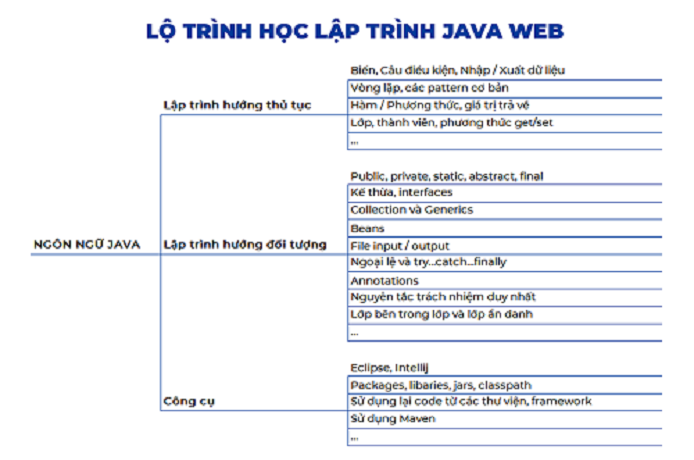 LỘ TRÌNH HỌC LẬP TRÌNH JAVA WEB
NGÔN NGỮ JAVA
Lập trình hướng thủ tục
Biến, Câu điều kiện, Nhập / Xuất dữ liệu
Vòng lặp, các pattern cơ bản
Hàm / Phương thức, giá trị trả về
Lớp, thành viên, phương thức get/set
...
Lập trình hướng đối tượng
Public, private, static, abstract, final
Kế thừa, interfaces
Collection và Generics
Beans
File input / output
Ngoại lệ và try...catch...finally
Annotations
Nguyên tắc trách nhiệm duy nhất
Lớp bên trong lớp và lớp ẩn danh
...
Công cụ
Eclipse, Intellij
Packages, libaries, jars, classpath
Sử dụng lại code từ các thư viện, framework
Sử dụng Maven
...